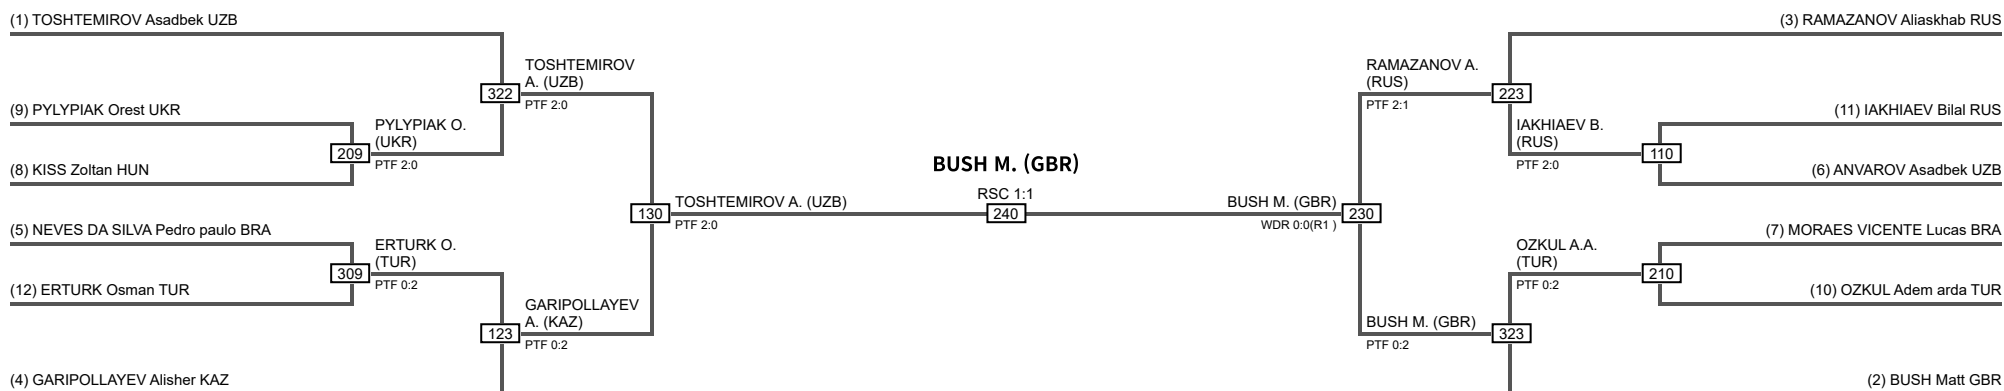 (1) TOSHTEMIROV Asadbek UZB
322
TOSHTEMIROV
A. (UZB)
PTF 2:0
(9) PYLYPIAK Orest UKR
209
PYLYPIAK O.
(UKR)
PTF 2:0
(8) KISS Zoltan HUN
130
TOSHTEMIROV A. (UZB)
PTF 2:0
(5) NEVES DA SILVA Pedro paulo BRA
309
ERTURK O.
(TUR)
PTF 0:2
(12) ERTURK Osman TUR
123
GARIPOLLAYEV
A. (KAZ)
PTF 0:2
(4) GARIPOLLAYEV Alisher KAZ
BUSH M. (GBR)
RSC 1:1
240
(3) RAMAZANOV Aliaskhab RUS
RAMAZANOV A.
(RUS)
PTF 2:1
223
(11) IAKHIAEV Bilal RUS
IAKHIAEV B.
(RUS)
PTF 2:0
110
(6) ANVAROV Asadbek UZB
BUSH M. (GBR)
WDR 0:0(R1 )
230
(7) MORAES VICENTE Lucas BRA
OZKUL A.A.
(TUR)
PTF 0:2
210
(10) OZKUL Adem arda TUR
BUSH M. (GBR)
PTF 0:2
323
(2) BUSH Matt GBR